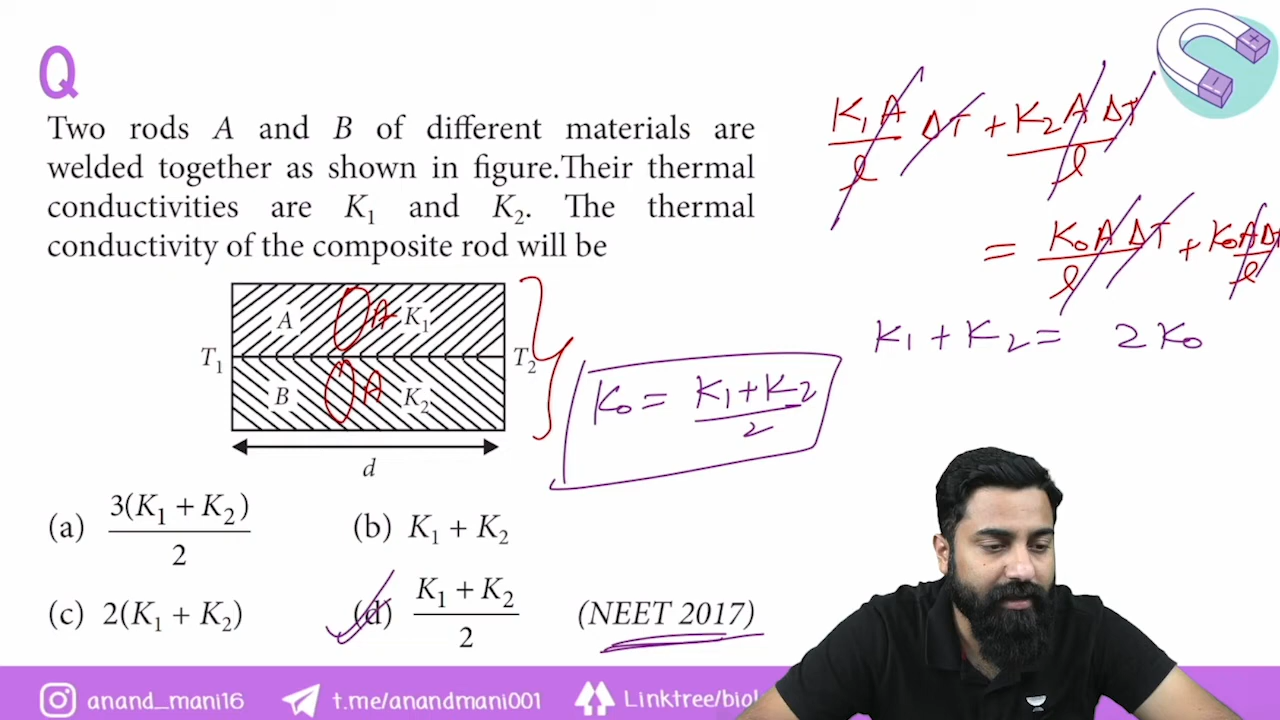 Q
Two rods A and B of different materials are
welded together as shown in figure.Their thermal
conductivities are K₁ and K₂. The thermal
conductivity of the composite rod will be
A K₁
T₁ T₂
B K₂
d
A
A
(a) 3(K₁ + K₂)/2
(b) K₁ + K₂
(c) 2(K₁ + K₂)
(d) (K₁ + K₂)/2
(NEET 2017)
K₁A/l ΔT + K₂AΔT/l
= K₀AΔT/l + K₀AΔt/l
K₁ + K₂ = 2K₀
K₀ = (K₁+K₂)/2
+
-
anand_mani16
t.me/anandmani001
Linktree/biol